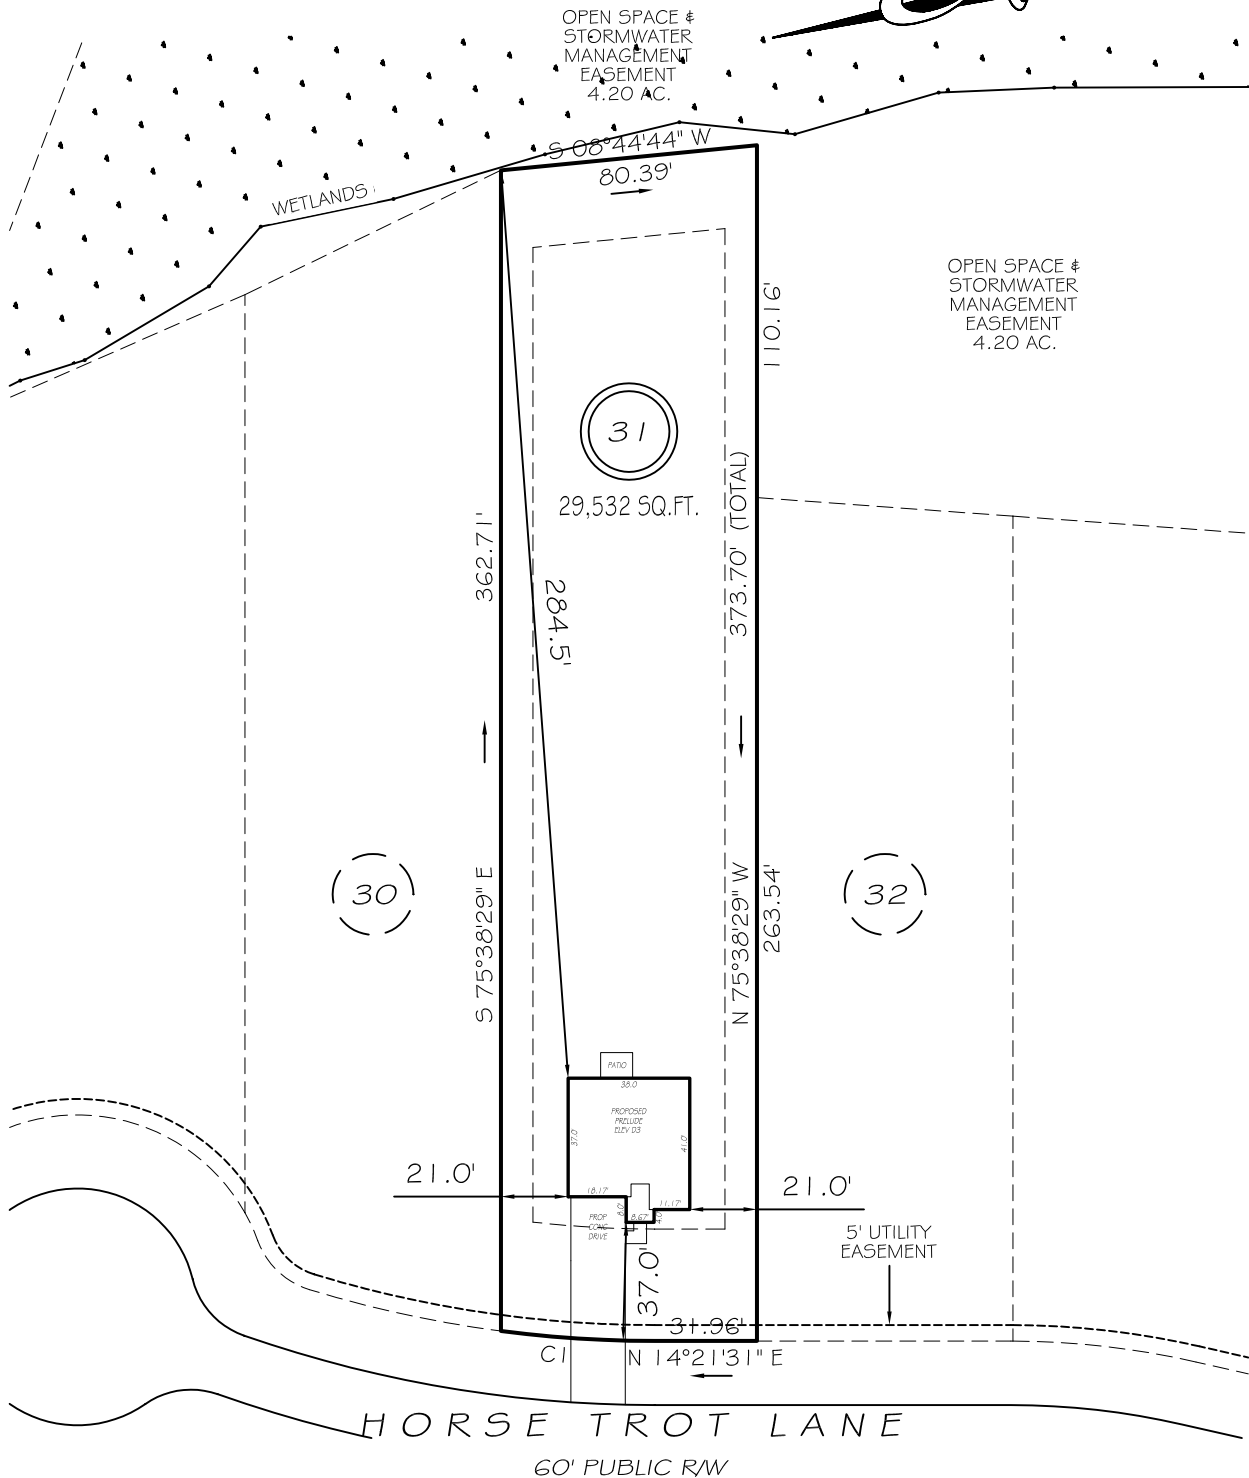 OPEN SPACE &
STORMWATER
MANAGEMENT
EASEMENT
4.20 AC.
S 08°44'44" W
80.39'
WETLANDS
OPEN SPACE &
STORMWATER
MANAGEMENT
EASEMENT
4.20 AC.
110.16'
31
29,532 SQ.FT.
362.71'
373.70' (TOTAL)
284.5'
30
32
S 75°38'29" E
N 75°38'29" W
263.54'
PATIO
38.0
PROPOSED
PRELUDE
ELEV D3
37.0'
41.0'
21.0'
18.17'
11.17'
21.0'
8.0'
8.67'
4.0'
PROP
CONC
DRIVE
5' UTILITY
EASEMENT
37.0'
31.96'
C1
N 14°21'31" E
HORSE TROT LANE
60' PUBLIC R/W